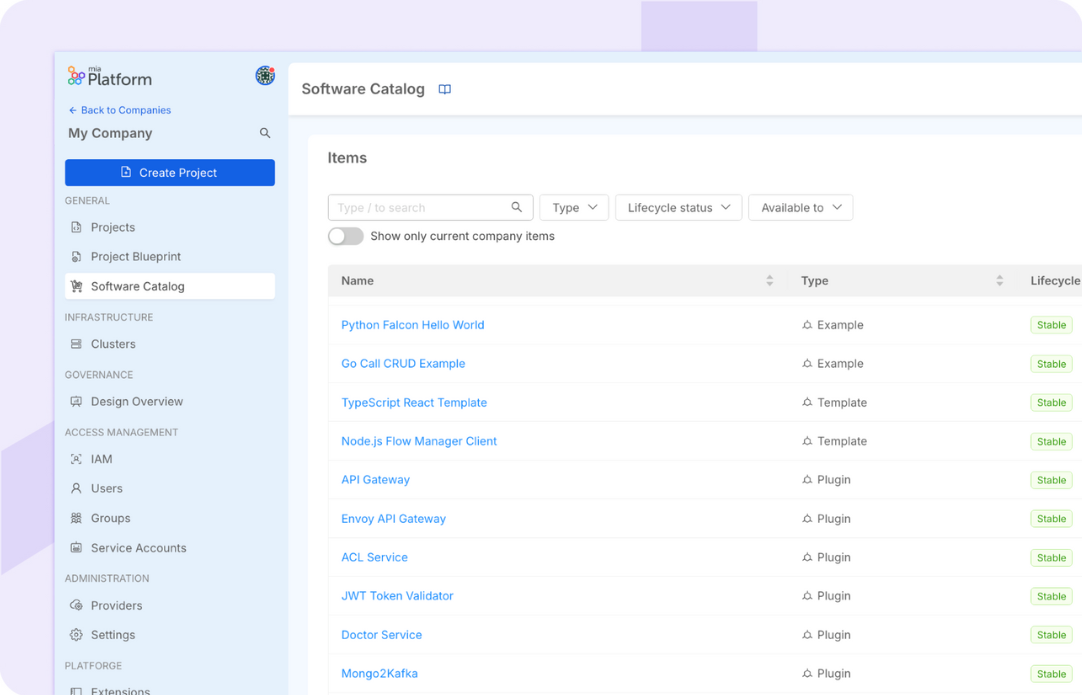 mia
Platform
← Back to Companies
My Company
Create Project
GENERAL
Projects
Project Blueprint
Software Catalog
INFRASTRUCTURE
Clusters
GOVERNANCE
Design Overview
ACCESS MANAGEMENT
IAM
Users
Groups
Service Accounts
ADMINISTRATION
Providers
Settings
PLATFORGE
Extensions
Software Catalog
Items
Type / to search
Type
Lifecycle status
Available to
Show only current company items
Name Type Lifecycle
Python Falcon Hello World Example Stable
Go Call CRUD Example Example Stable
TypeScript React Template Template Stable
Node.js Flow Manager Client Template Stable
API Gateway Plugin Stable
Envoy API Gateway Plugin Stable
ACL Service Plugin Stable
JWT Token Validator Plugin Stable
Doctor Service Plugin Stable
Mongo2Kafka Plugin Stable